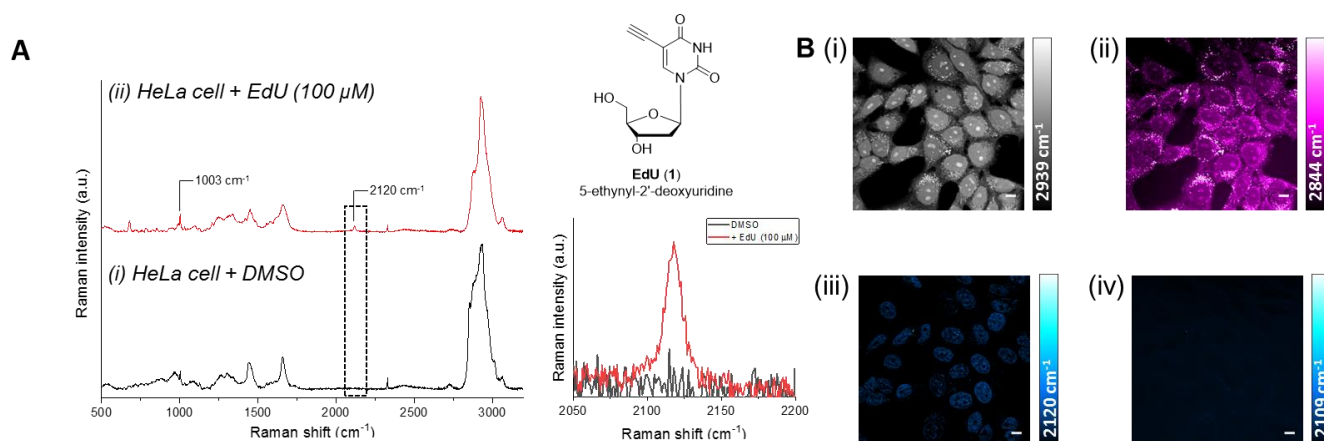 A
(ii) HeLa cell + EdU (100 μM)
1003 cm-1
2120 cm-1
(i) HeLa cell + DMSO
Raman intensity (a.u.)
500 1000 1500 2000 2500 3000
Raman shift (cm-1)
O
NH
N
O
HO
O
OH
EdU (1)
5-ethynyl-2'-deoxyuridine
DMSO
+ EdU (100 μM)
Raman intensity (a.u.)
2050 2100 2150 2200
Raman shift (cm-1)
B (i)
2939 cm-1
(ii)
2844 cm-1
(iii)
2120 cm-1
(iv)
2109 cm-1